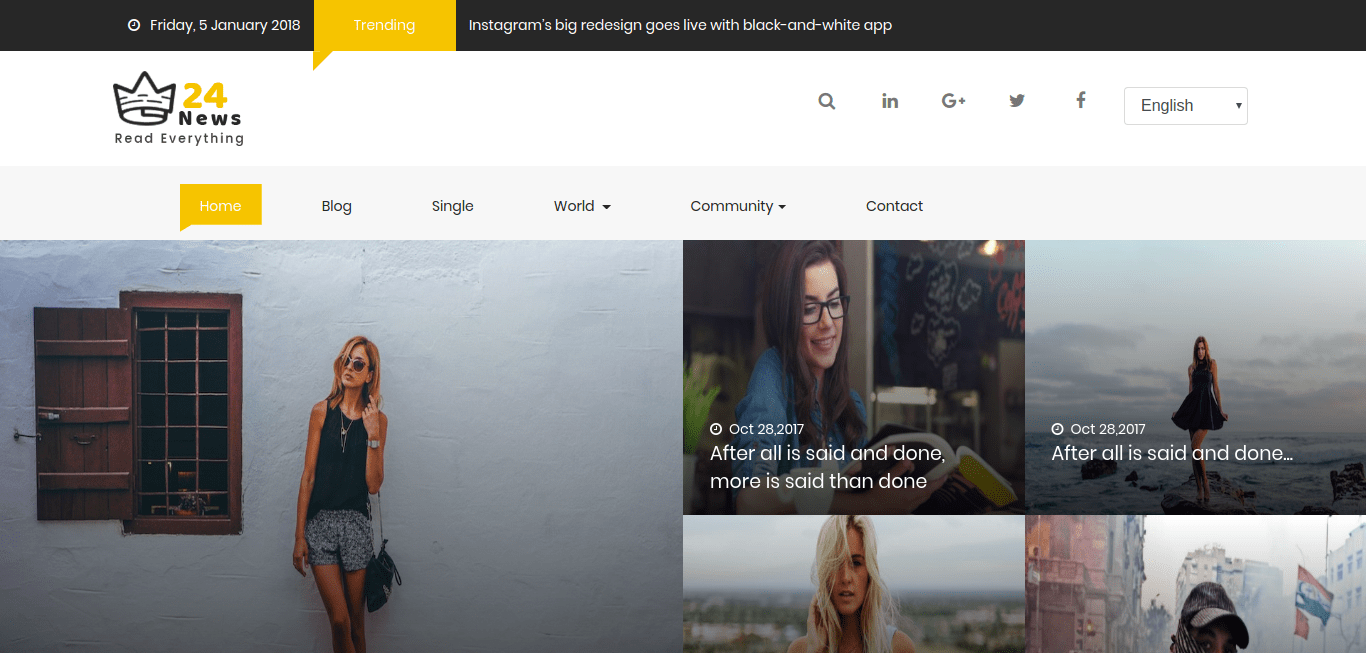 Friday, 5 January 2018
Trending
Instagram's big redesign goes live with black-and-white app
24
News
Read Everything
English
Home
Blog
Single
World
Community
Contact
Oct 28,2017
After all is said and done,
more is said than done
Oct 28,2017
After all is said and done...